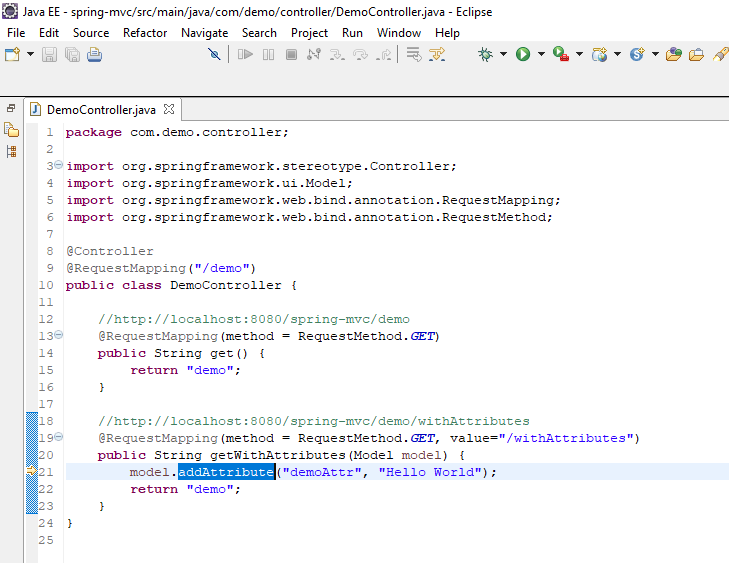 Java EE - spring-mvc/src/main/java/com/demo/controller/DemoController.java - Eclipse
File Edit Source Refactor Navigate Search Project Run Window Help
DemoController.java
1 package com.demo.controller;
2
3 import org.springframework.stereotype.Controller;
4 import org.springframework.ui.Model;
5 import org.springframework.web.bind.annotation.RequestMapping;
6 import org.springframework.web.bind.annotation.RequestMethod;
7
8 @Controller
9 @RequestMapping("/demo")
10 public class DemoController {
11
12 //http://localhost:8080/spring-mvc/demo
13 @RequestMapping(method = RequestMethod.GET)
14 public String get() {
15 return "demo";
16 }
17
18 //http://localhost:8080/spring-mvc/demo/withAttributes
19 @RequestMapping(method = RequestMethod.GET, value="/withAttributes")
20 public String getWithAttributes(Model model) {
21 model.addAttribute("demoAttr", "Hello World");
22 return "demo";
23 }
24 }
25